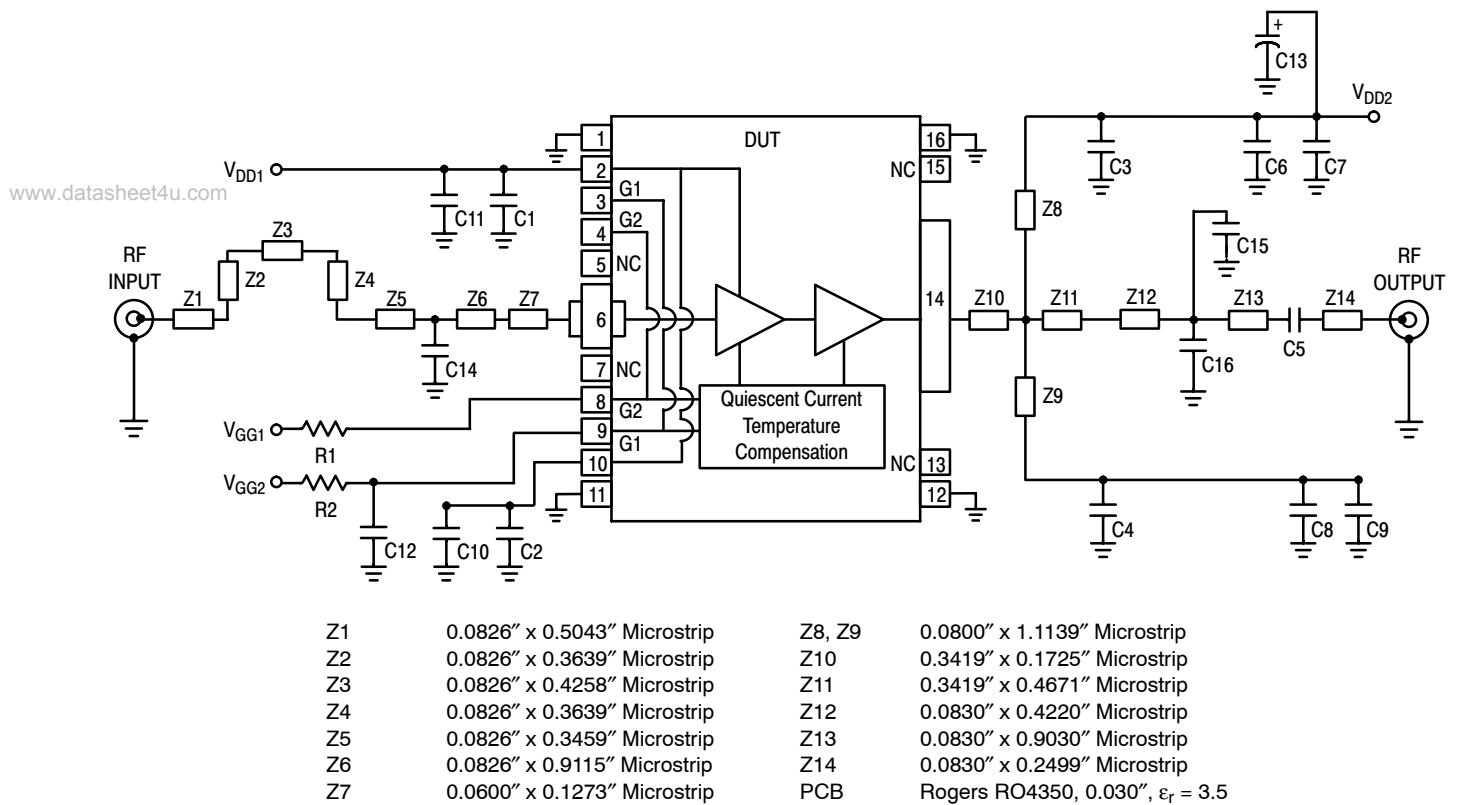 +
C13
VDD2
1
DUT
16
VDD1
2
NC
15
C3
C6
C7
www.datasheet4u.com
C11
C1
3
G1
4
G2
5
NC
Z8
RF
INPUT
Z3
Z2
Z4
Z1
Z5
Z6
Z7
6
14
Z10
Z11
Z12
C15
Z13
Z14
RF
OUTPUT
C14
C16
C5
7
NC
Z9
8
G2
Quiescent Current
Temperature
Compensation
VGG1
R1
9
G1
10
NC
13
VGG2
R2
11
12
C12
C10
C2
C4
C8
C9
Z1 0.0826″ x 0.5043″ Microstrip Z8, Z9 0.0800″ x 1.1139″ Microstrip
Z2 0.0826″ x 0.3639″ Microstrip Z10 0.3419″ x 0.1725″ Microstrip
Z3 0.0826″ x 0.4258″ Microstrip Z11 0.3419″ x 0.4671″ Microstrip
Z4 0.0826″ x 0.3639″ Microstrip Z12 0.0830″ x 0.4220″ Microstrip
Z5 0.0826″ x 0.3459″ Microstrip Z13 0.0830″ x 0.9030″ Microstrip
Z6 0.0826″ x 0.9115″ Microstrip Z14 0.0830″ x 0.2499″ Microstrip
Z7 0.0600″ x 0.1273″ Microstrip PCB Rogers RO4350, 0.030″, εr = 3.5